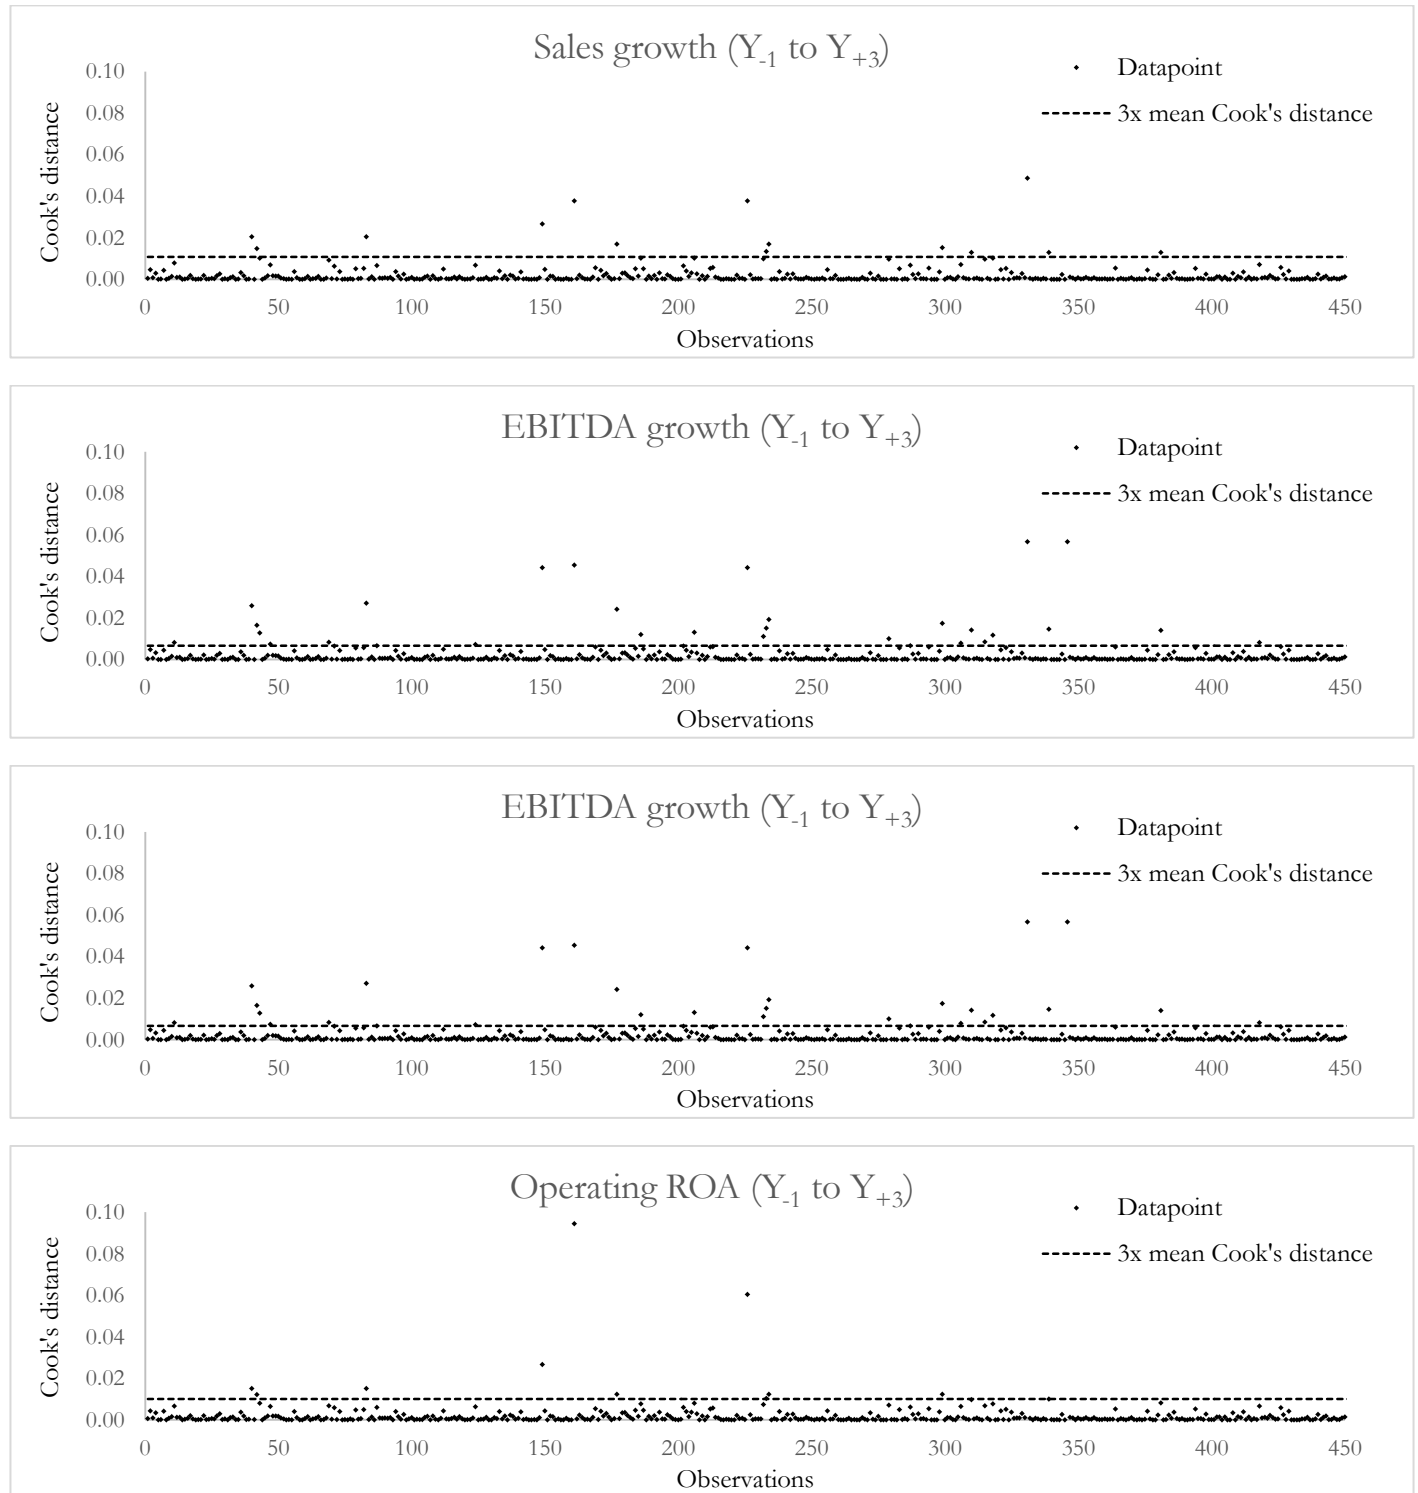 Sales growth (Y-1 to Y+3)
Datapoint
3x mean Cook's distance
Cook's distance
0.10
0.08
0.06
0.04
0.02
0.00
0 50 100 150 200 250 300 350 400 450
Observations
EBITDA growth (Y-1 to Y+3)
Datapoint
3x mean Cook's distance
Cook's distance
0.10
0.08
0.06
0.04
0.02
0.00
0 50 100 150 200 250 300 350 400 450
Observations
EBITDA growth (Y-1 to Y+3)
Datapoint
3x mean Cook's distance
Cook's distance
0.10
0.08
0.06
0.04
0.02
0.00
0 50 100 150 200 250 300 350 400 450
Observations
Operating ROA (Y-1 to Y+3)
Datapoint
3x mean Cook's distance
Cook's distance
0.10
0.08
0.06
0.04
0.02
0.00
0 50 100 150 200 250 300 350 400 450
Observations